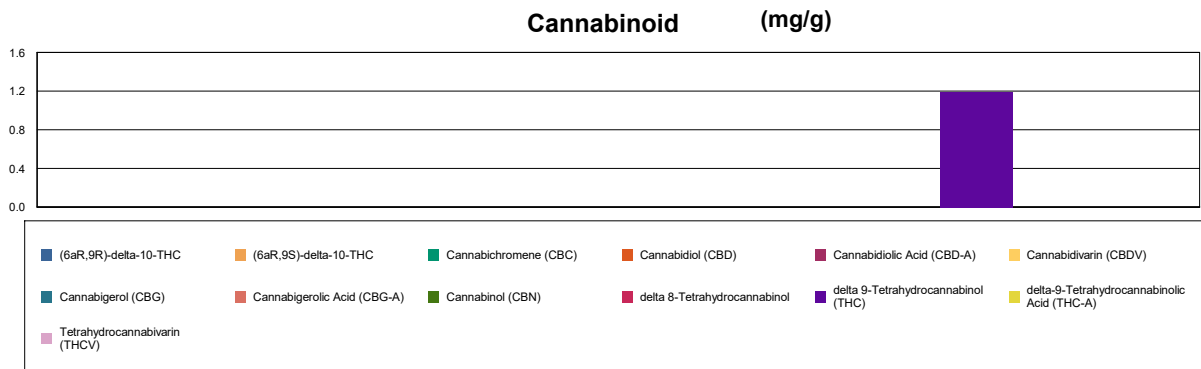 Cannabinoid (mg/g)
1.6
1.2
0.8
0.4
0.0
(6aR,9R)-delta-10-THC
(6aR,9S)-delta-10-THC
Cannabichromene (CBC)
Cannabidiol (CBD)
Cannabidiolic Acid (CBD-A)
Cannabidivarin (CBDV)
Cannabigerol (CBG)
Cannabigerolic Acid (CBG-A)
Cannabinol (CBN)
delta 8-Tetrahydrocannabinol
delta 9-Tetrahydrocannabinol
(THC)
delta-9-Tetrahydrocannabinolic
Acid (THC-A)
Tetrahydrocannabivarin
(THCV)